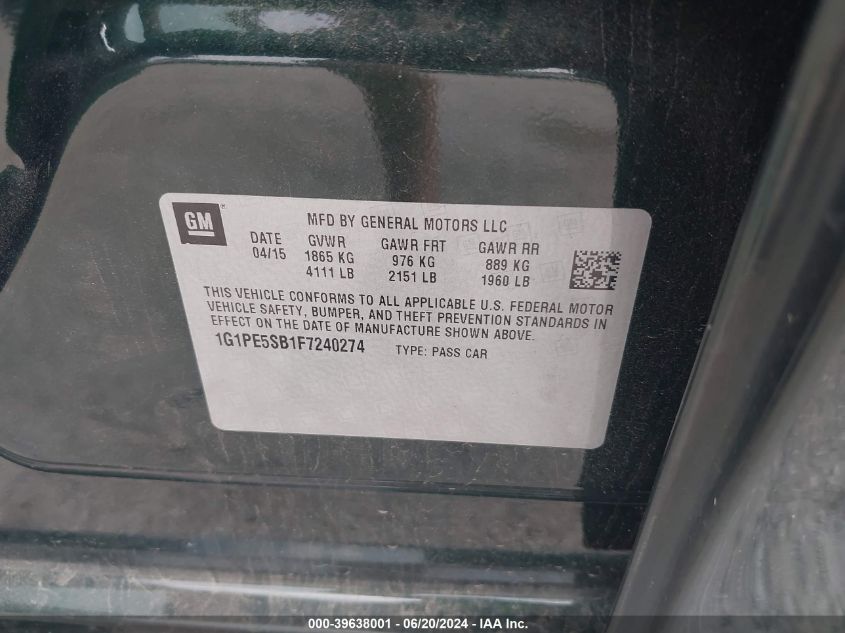 GM
MFD BY GENERAL MOTORS LLC
DATE GVWR GAWR FRT GAWR RR
04/15 1865 KG 976 KG 889 KG
4111 LB 2151 LB 1960 LB
THIS VEHICLE CONFORMS TO ALL APPLICABLE U.S. FEDERAL MOTOR
VEHICLE SAFETY, BUMPER, AND THEFT PREVENTION STANDARDS IN
EFFECT ON THE DATE OF MANUFACTURE SHOWN ABOVE.
1G1PE5SB1F7240274 TYPE: PASS CAR
000-39638001 - 06/20/2024 - IAA Inc.